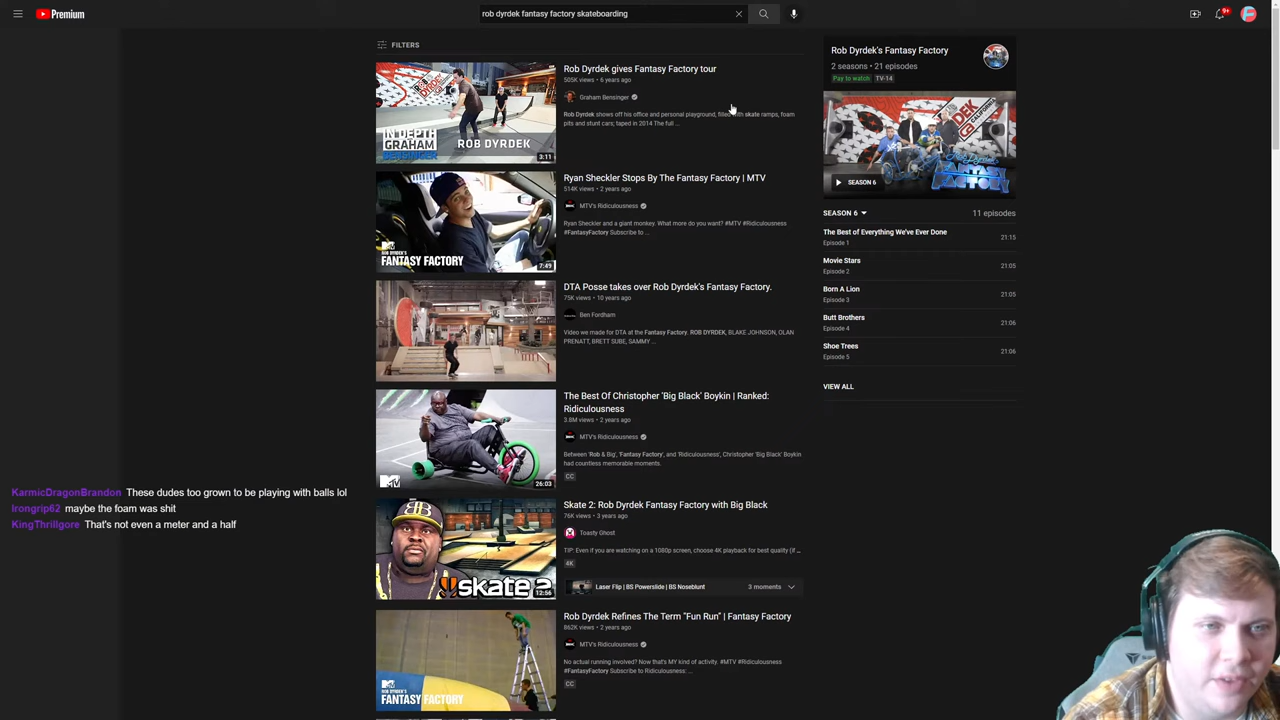 Premium
rob dyrdek fantasy factory skateboarding
9+
FILTERS
IN DEPTH
GRAHAM
BENSINGER
ROB DYRDEK
3:11
Rob Dyrdek gives Fantasy Factory tour
505K views • 6 years ago
Graham Bensinger
Rob Dyrdek shows off his office and personal playground, filled with skate ramps, foam
pits and stunt cars; taped in 2014 The full ...
ROB DYRDEK'S
FANTASY FACTORY
7:49
Ryan Sheckler Stops By The Fantasy Factory | MTV
514K views • 2 years ago
MTV's Ridiculousness
Ryan Sheckler and a giant monkey. What more do you want? #MTV #Ridiculousness
#FantasyFactory Subscribe to ...
DTA Posse takes over Rob Dyrdek's Fantasy Factory.
75K views • 10 years ago
Ben Fordham
Video we made for DTA at the Fantasy Factory. ROB DYRDEK, BLAKE JOHNSON, OLAN
PRENATT, BRETT SUBE, SAMMY ...
26:03
The Best Of Christopher 'Big Black' Boykin | Ranked:
Ridiculousness
3.8M views • 2 years ago
MTV's Ridiculousness
Between 'Rob & Big', 'Fantasy Factory', and 'Ridiculousness', Christopher 'Big Black' Boykin
had countless memorable moments.
CC
SKATE 2
12:56
Skate 2: Rob Dyrdek Fantasy Factory with Big Black
76K views • 3 years ago
Toasty Ghost
TIP: Even if you are watching on a 1080p screen, choose 4K playback for best quality (if ...
4K
Laser Flip | BS Powerslide | BS Noseblunt
3 moments
ROB DYRDEK'S
FANTASY FACTORY
Rob Dyrdek Refines The Term "Fun Run" | Fantasy Factory
862K views • 2 years ago
MTV's Ridiculousness
No actual running involved? Now that's MY kind of activity. #MTV #Ridiculousness
#FantasyFactory Subscribe to Ridiculousness: ...
CC
Rob Dyrdek's Fantasy Factory
2 seasons • 21 episodes
Pay to watch
TV-14
SEASON 6
SEASON 6
11 episodes
The Best of Everything We've Ever Done
Episode 1
21:15
Movie Stars
Episode 2
21:05
Born A Lion
Episode 3
21:05
Butt Brothers
Episode 4
21:06
Shoe Trees
Episode 5
21:06
VIEW ALL
KarmicDragonBrandon These dudes too grown to be playing with balls lol
Irongrip62 maybe the foam was shit
KingThrillgore That's not even a meter and a half